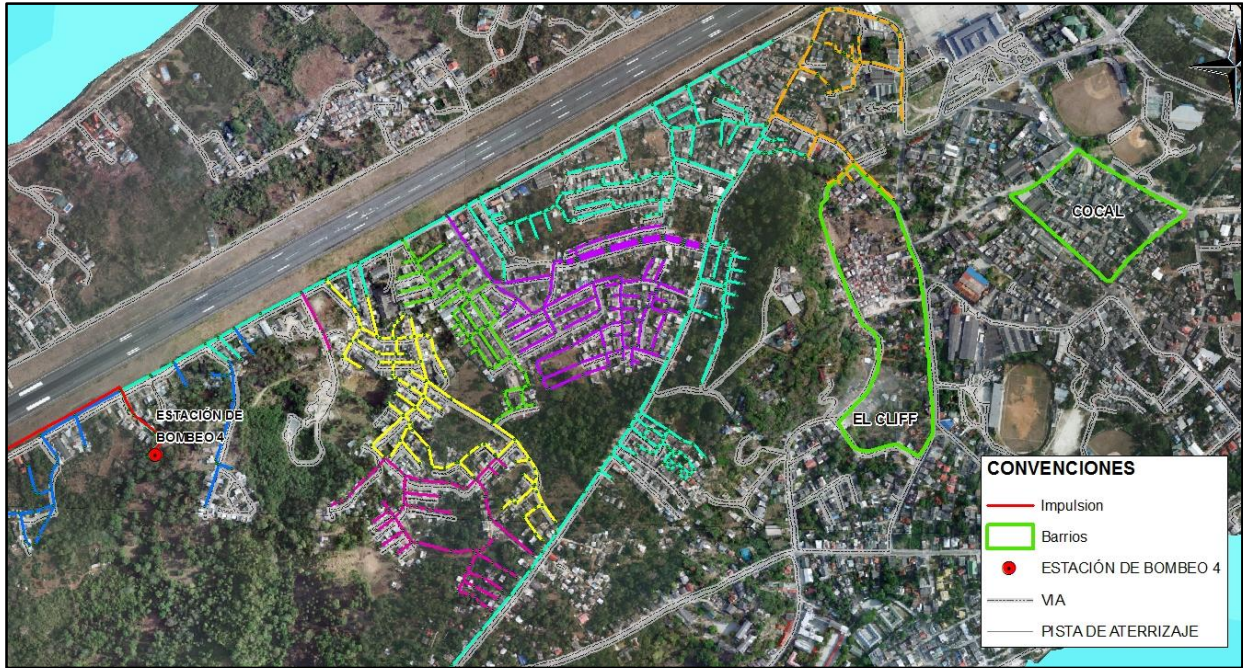 COCAL
ESTACIÓN DE
BOMBEO 4
EL CLIFF
CONVENCIONES
Impulsion
Barrios
ESTACIÓN DE BOMBEO 4
VIA
PISTA DE ATERRIZAJE